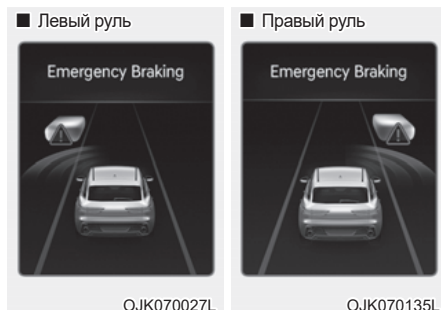 ■ Левый руль
Emergency Braking
OJK070027L
■ Правый руль
Emergency Braking
OJK070135L